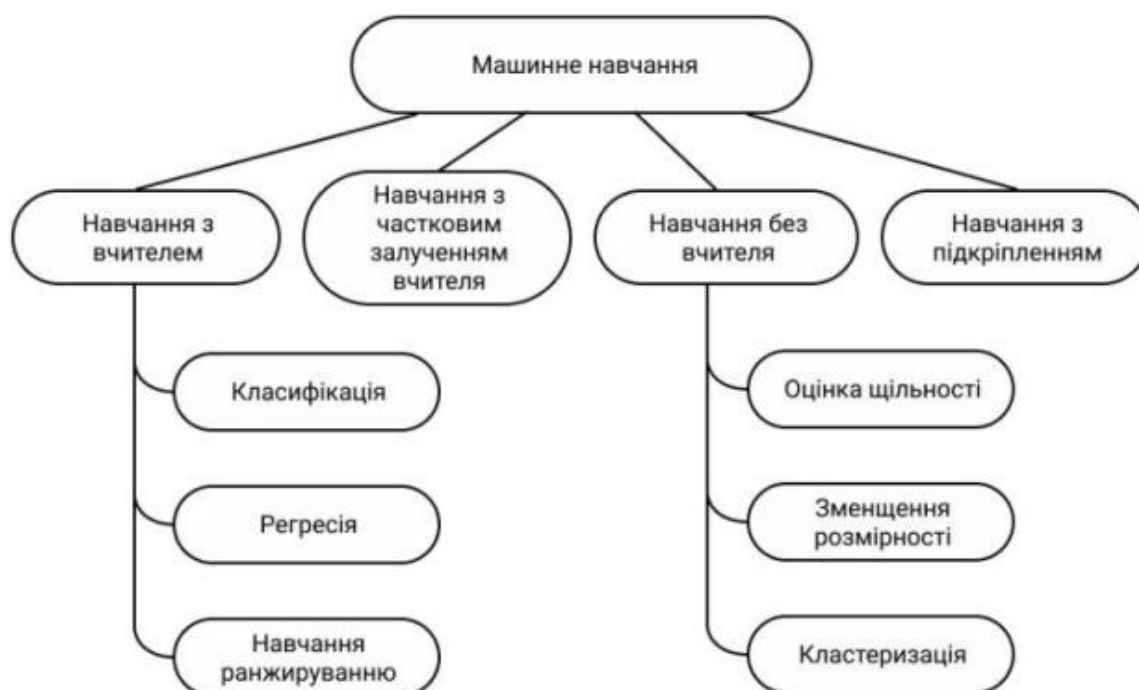 Машинне навчання
Навчання з
вчителем
Навчання з
частковим
залученням
вчителя
Навчання без
вчителя
Навчання з
підкріпленням
Класифікація
Регресія
Навчання
ранжируванню
Оцінка щільності
Зменщення
розмірності
Кластеризація